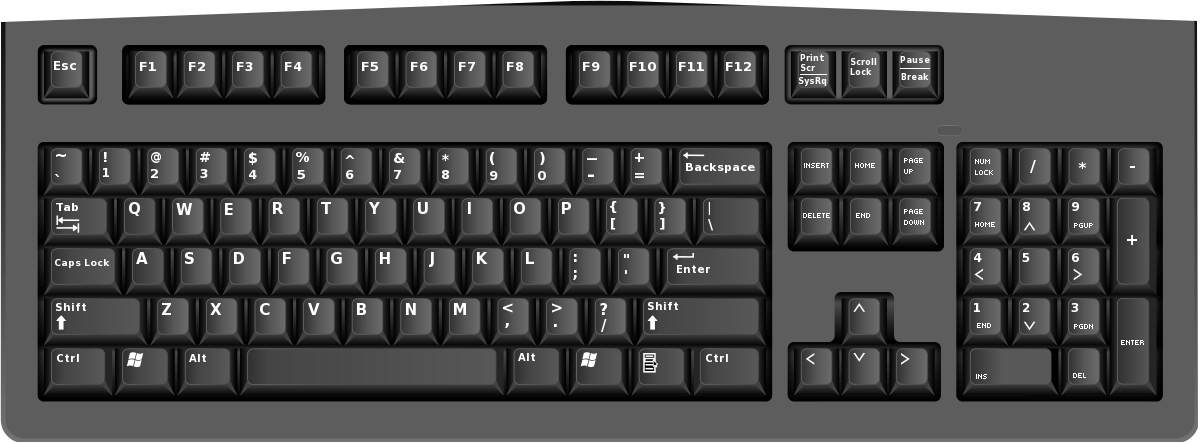 Esc F1 F2 F3 F4 F5 F6 F7 F8 F9 F10 F11 F12
Print
Scr
SysRq
Scroll
Lock
Pause
Break
~ ! @ # $ % ^ & * ( ) — +
` 1 2 3 4 5 6 7 8 9 0 - =
← Backspace
INSERT HOME
PAGE
UP
NUM
LOCK
/ * -
Tab Q W E R T Y U I O P { } |
[ ] \
DELETE END
PAGE
DOWN
7 8 9
HOME ^ PGUP
+
Caps Lock A S D F G H J K L : "
; '
Enter
4 5 6
< >
Shift Z X C V B N M < > ?
, . /
Shift
^
1 2 3
END PGDN
ENTER
Ctrl Alt Alt Ctrl
< >
INS DEL